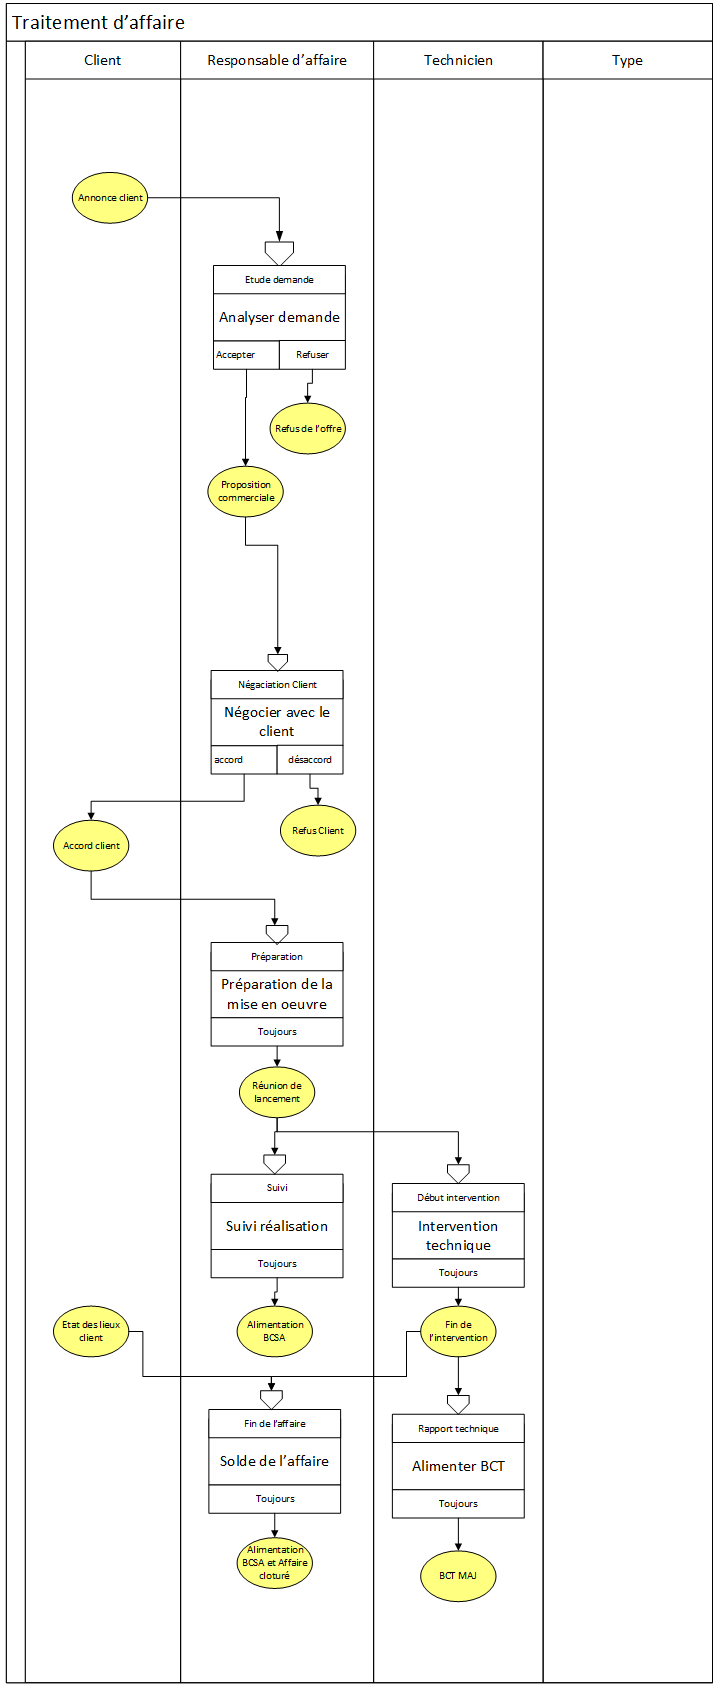 Traitement d’affaire
Client
Responsable d’affaire
Technicien
Type
Annonce client
Etude demande
Analyser demande
Accepter
Refuser
Refus de l’offre
Proposition
commerciale
Négaciation Client
Négocier avec le
client
accord
désaccord
Accord client
Refus Client
Préparation
Préparation de la
mise en oeuvre
Toujours
Réunion de
lancement
Suivi
Suivi réalisation
Toujours
Début intervention
Intervention
technique
Toujours
Etat des lieux
client
Alimentation
BCSA
Fin de
l’intervention
Fin de l’affaire
Solde de l’affaire
Toujours
Rapport technique
Alimenter BCT
Toujours
Alimentation
BCSA et Affaire
cloturé
BCT MAJ